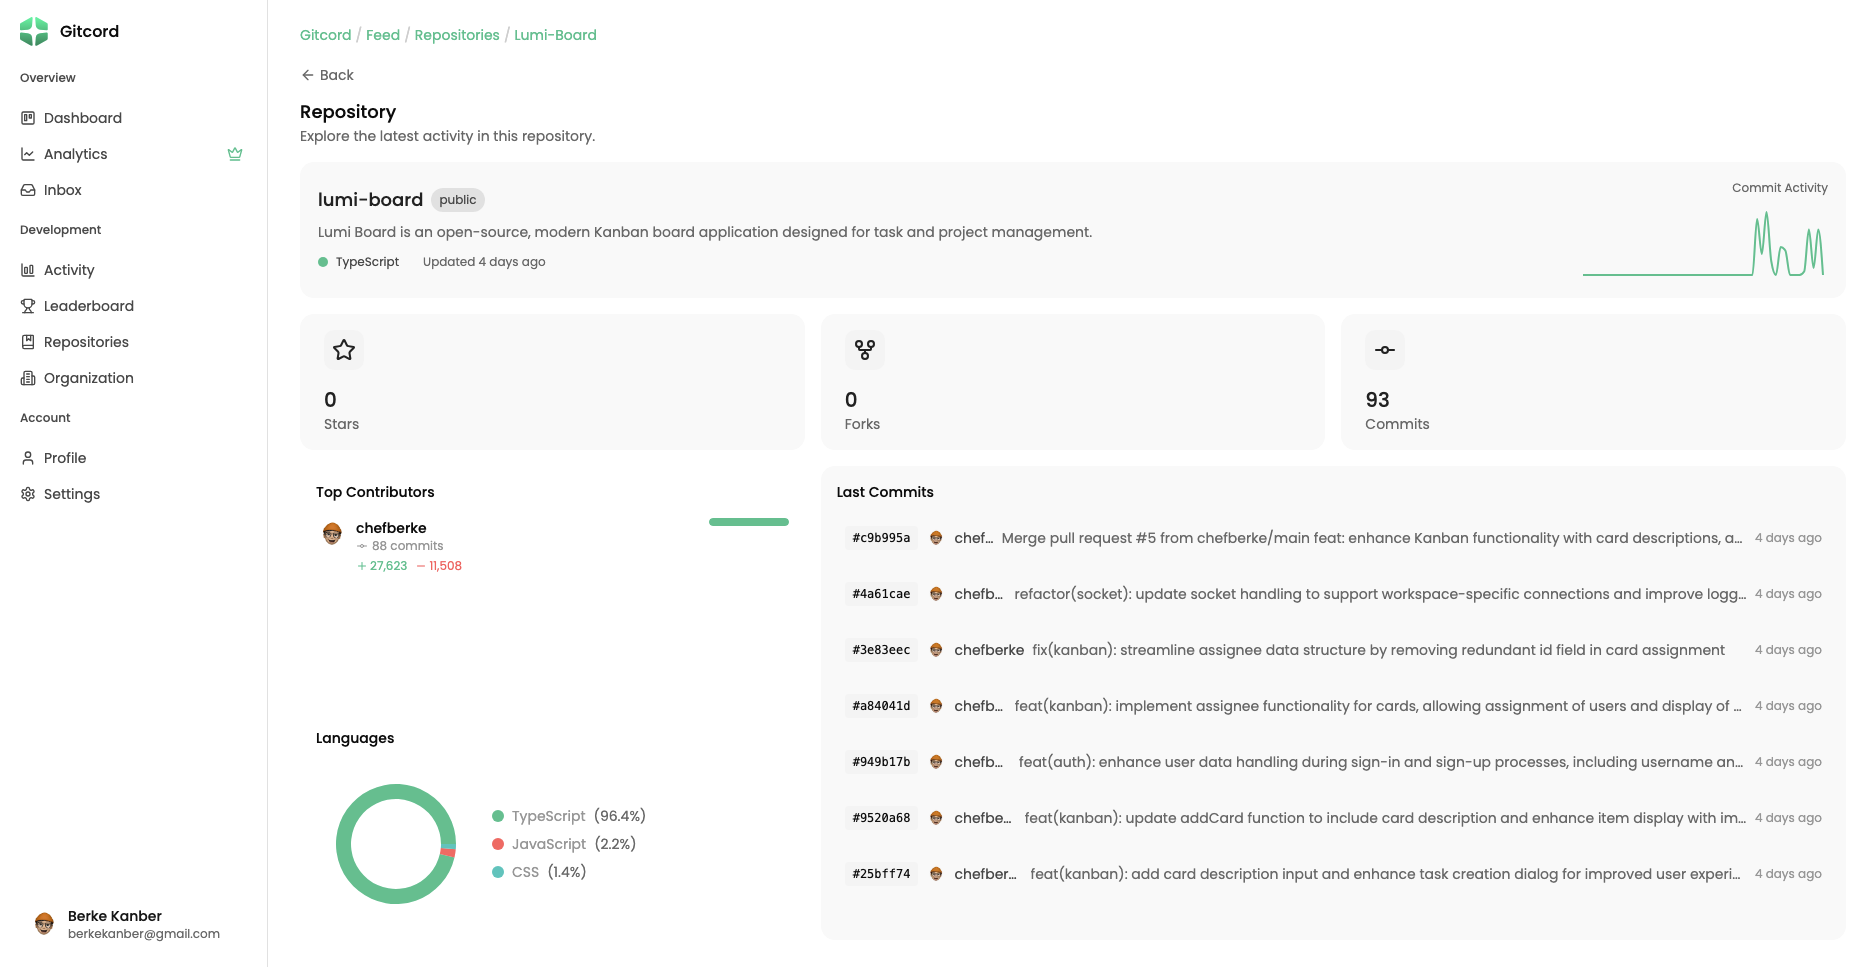 Gitcord
Overview
Dashboard
Analytics
Inbox
Development
Activity
Leaderboard
Repositories
Organization
Account
Profile
Settings
Berke Kanber
berkekanber@gmail.com
Gitcord / Feed / Repositories / Lumi-Board
Back
Repository
Explore the latest activity in this repository.
lumi-board public
Lumi Board is an open-source, modern Kanban board application designed for task and project management.
TypeScript Updated 4 days ago
Commit Activity
0
Stars
0
Forks
93
Commits
Top Contributors
chefberke
88 commits
+ 27,623 — 11,508
Languages
TypeScript (96.4%)
JavaScript (2.2%)
CSS (1.4%)
Last Commits
#c9b995a chef... Merge pull request #5 from chefberke/main feat: enhance Kanban functionality with card descriptions, a... 4 days ago
#4a61cae chefb... refactor(socket): update socket handling to support workspace-specific connections and improve logg... 4 days ago
#3e83eec chefberke fix(kanban): streamline assignee data structure by removing redundant id field in card assignment 4 days ago
#a84041d chefb... feat(kanban): implement assignee functionality for cards, allowing assignment of users and display of ... 4 days ago
#949b17b chefb... feat(auth): enhance user data handling during sign-in and sign-up processes, including username an... 4 days ago
#9520a68 chefbe... feat(kanban): update addCard function to include card description and enhance item display with im... 4 days ago
#25bff74 chefber... feat(kanban): add card description input and enhance task creation dialog for improved user experi... 4 days ago